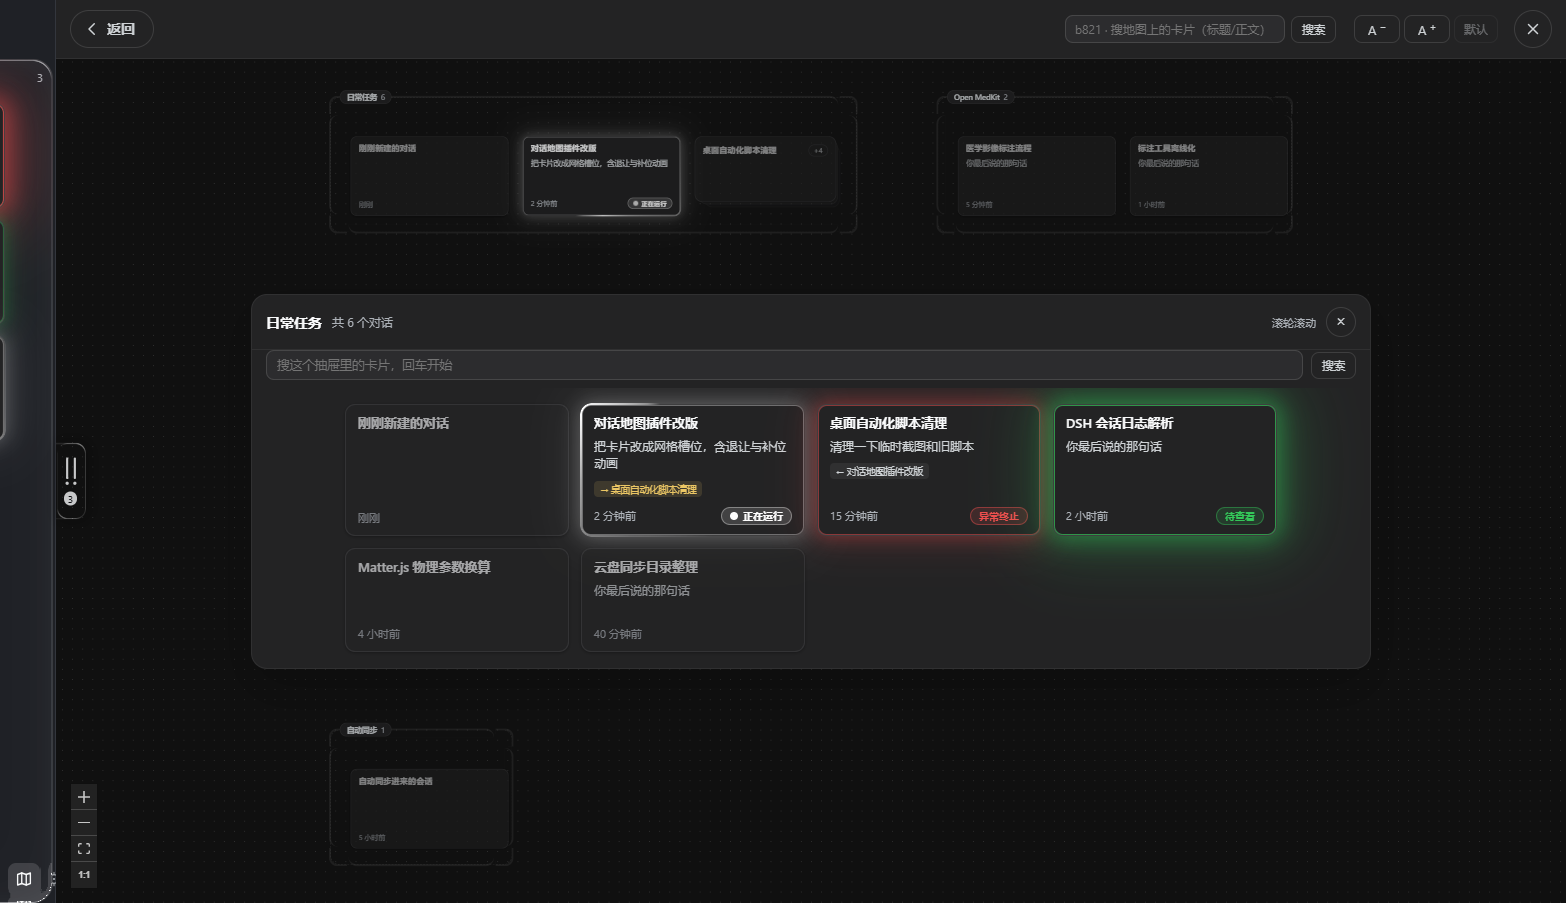 返回
b821 · 搜地图上的卡片（标题/正文）
搜索
A⁻
A⁺
默认
3
日常任务 6
刚刚新建的对话
刚刚
对话地图插件改版
把卡片改成网格槽位，含退让与补位动画
2 分钟前
正在运行
桌面自动化脚本清理
+4
Open MedKit 2
医学影像标注流程
你最后说的那句话
5 分钟前
标注工具离线化
你最后说的那句话
1 小时前
日常任务 共 6 个对话
滚轮滚动
搜这个抽屉里的卡片，回车开始
搜索
刚刚新建的对话
刚刚
对话地图插件改版
把卡片改成网格槽位，含退让与补位
动画
→ 桌面自动化脚本清理
2 分钟前
正在运行
桌面自动化脚本清理
清理一下临时截图和旧脚本
← 对话地图插件改版
15 分钟前
异常终止
DSH 会话日志解析
你最后说的那句话
2 小时前
待查看
3
Matter.js 物理参数换算
4 小时前
云盘同步目录整理
你最后说的那句话
40 分钟前
自动同步 1
自动同步进来的会话
5 小时前
1:1